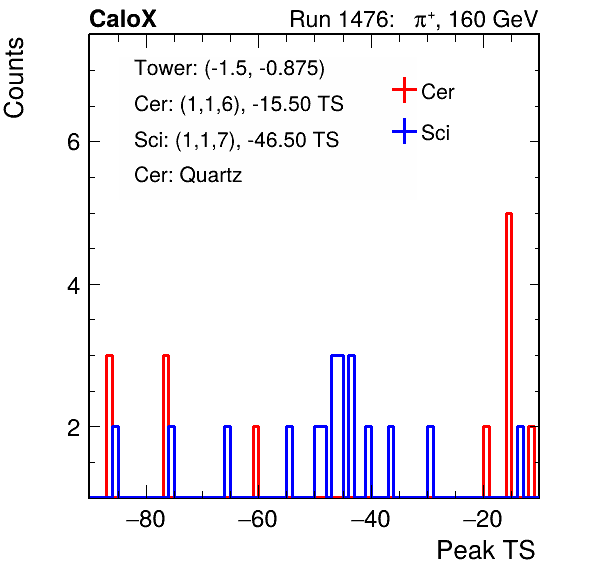 CaloX
Run 1476: π⁺, 160 GeV
Counts
Tower: (-1.5, -0.875)
Cer: (1,1,6), -15.50 TS
Sci: (1,1,7), -46.50 TS
Cer: Quartz
Cer
Sci
6
4
2
−80 −60 −40 −20
Peak TS